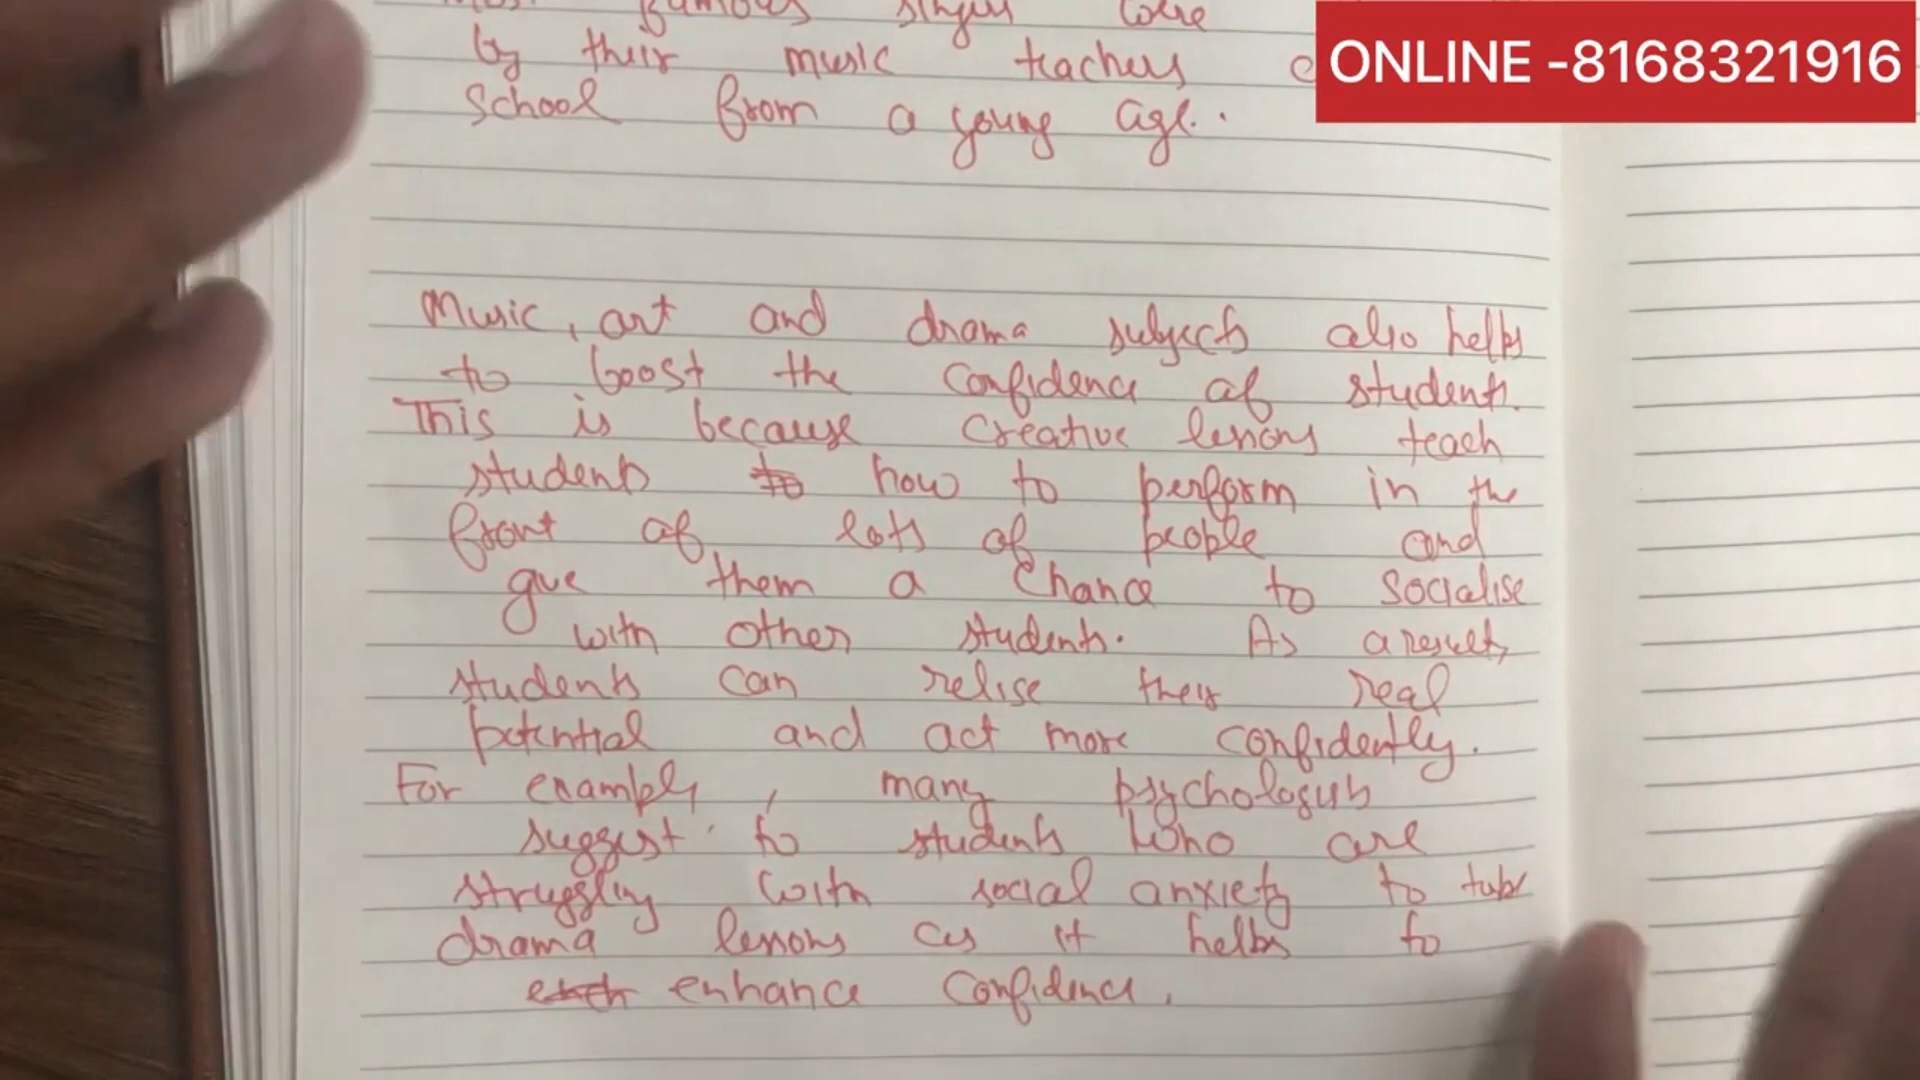 famous singer were
by their music teachers
School from a young age.
ONLINE -8168321916
Music, art and drama subjects also helps
to boost the confidence of students.
This is because creative lessons teach
students to how to perform in the
front of lots of people and
give them a chance to socialise
with other students. As a result,
students can relise their real
potential and act more confidently.
For example, many psychologists
suggest to students who are
struggling with social anxiety to take
drama lessons as it helps to
enhance confidence.